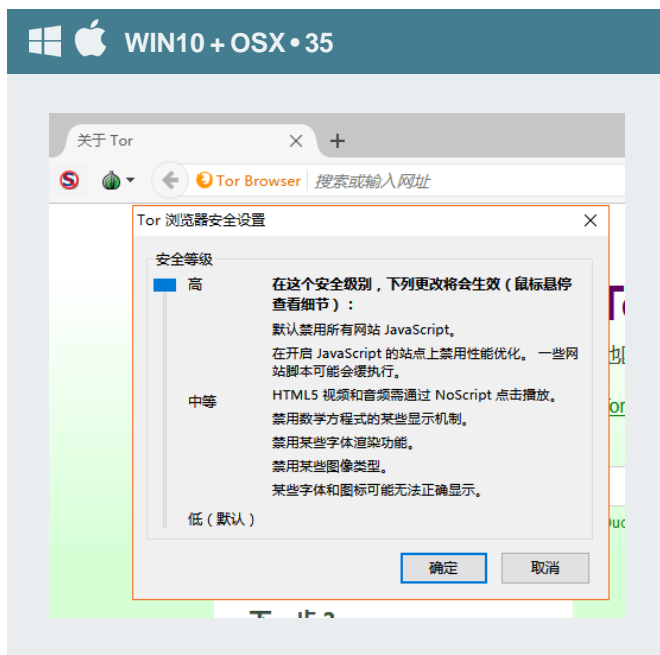 WIN10 + OSX • 35
关于 Tor
Tor Browser 搜索或输入网址
Tor 浏览器安全设置
安全等级
高
在这个安全级别，下列更改将会生效（鼠标悬停
查看细节）：
默认禁用所有网站 JavaScript。
在开启 JavaScript 的站点上禁用性能优化。 一些网
站脚本可能会缓执行。
中等
HTML5 视频和音频需通过 NoScript 点击播放。
禁用数学方程式的某些显示机制。
禁用某些字体渲染功能。
禁用某些图像类型。
某些字体和图标可能无法正确显示。
低（默认）
确定
取消